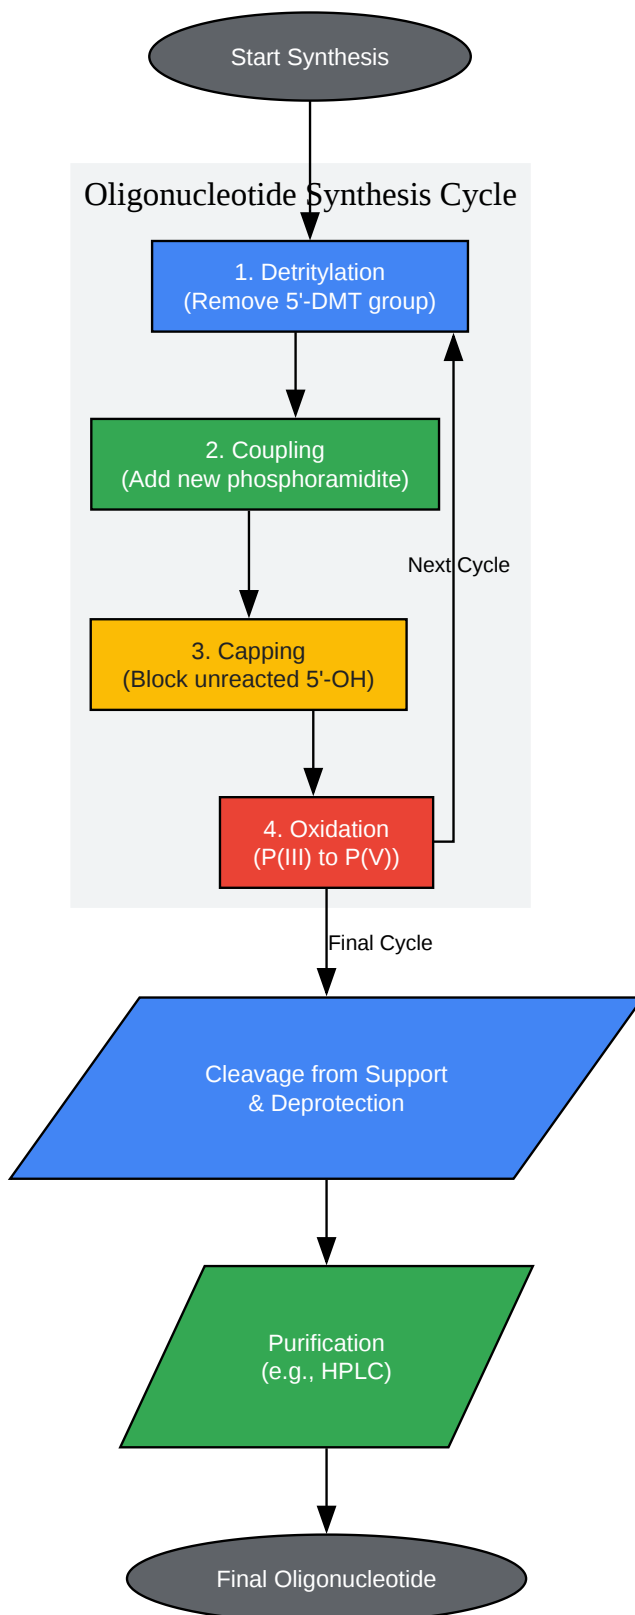 Start Synthesis
Oligonucleotide Synthesis Cycle
1. Detritylation
(Remove 5'-DMT group)
2. Coupling
(Add new phosphoramidite)
Next Cycle
3. Capping
(Block unreacted 5'-OH)
4. Oxidation
(P(III) to P(V))
Final Cycle
Cleavage from Support
& Deprotection
Purification
(e.g., HPLC)
Final Oligonucleotide